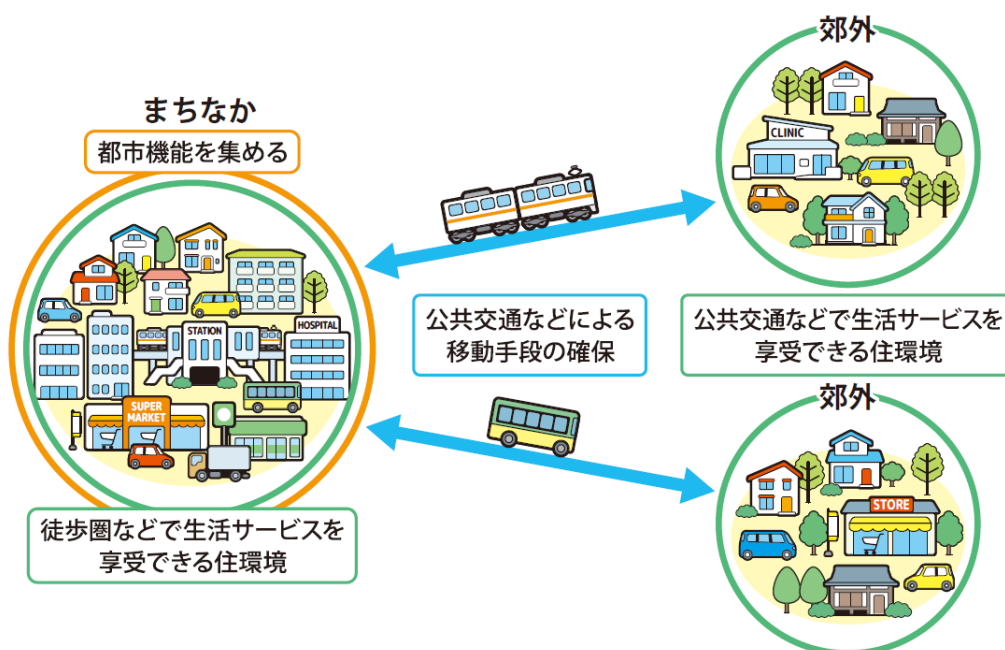 まちなか
都市機能を集める
STATION
HOSPITAL
SUPER
MARKET
徒歩圏などで生活サービスを
享受できる住環境
公共交通などによる
移動手段の確保
郊外
CLINIC
公共交通などで生活サービスを
享受できる住環境
郊外
STORE